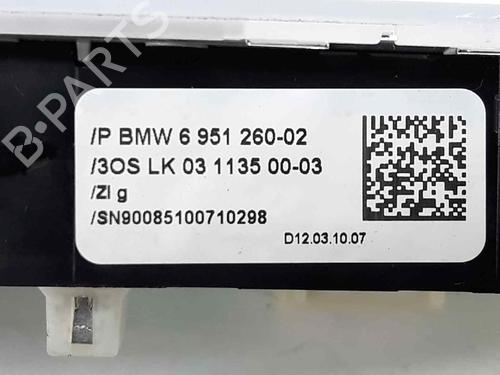 /P BMW 6 951 260-02
/3OS LK 03 1135 00-03
/ZI g
/SN90085100710298
D12.03.10.07
B-PARTS